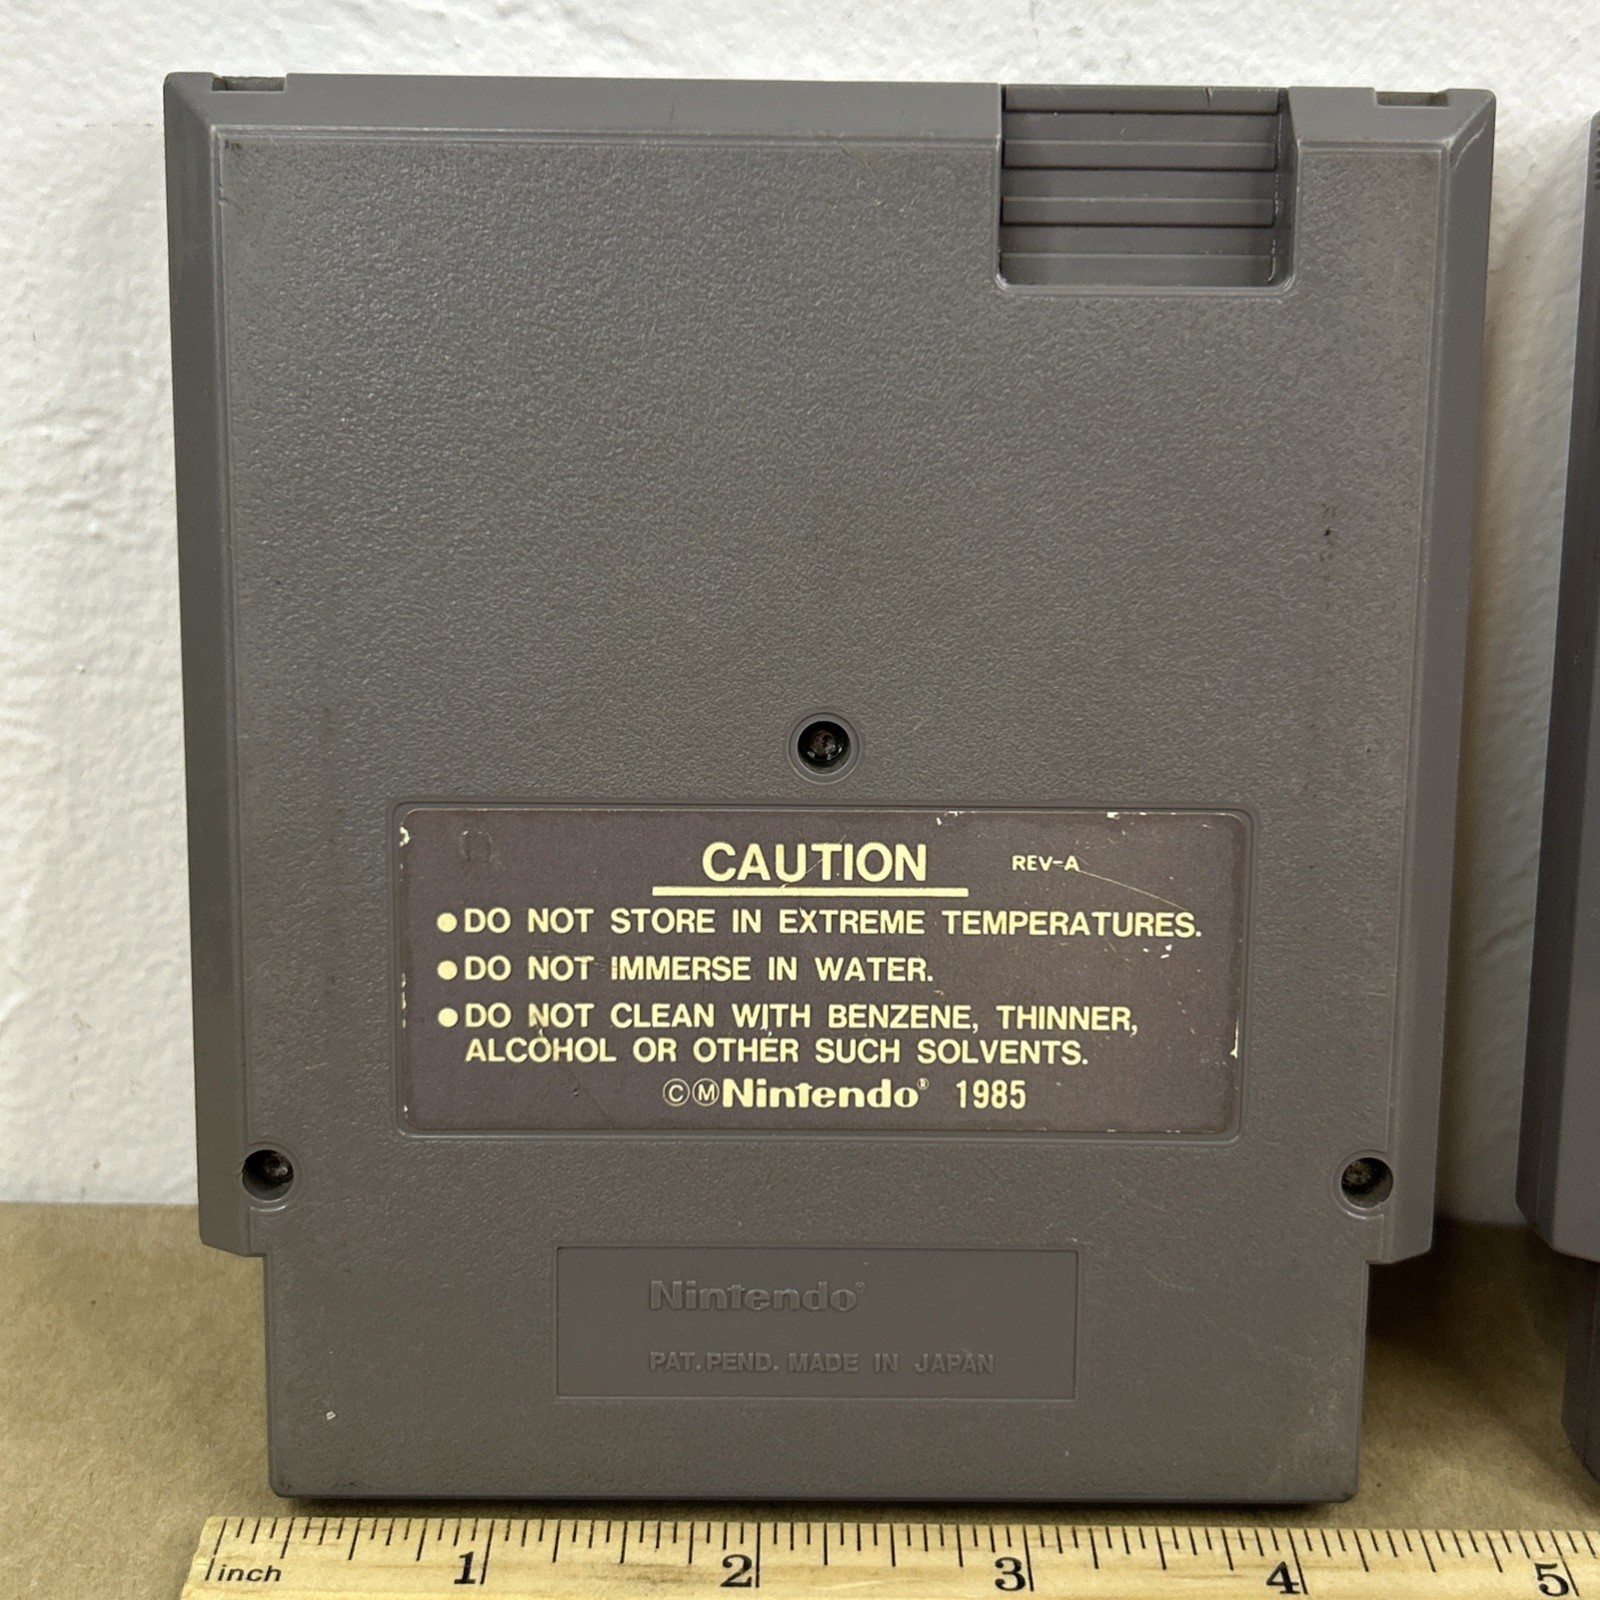 CAUTION REV-A
●DO NOT STORE IN EXTREME TEMPERATURES.
●DO NOT IMMERSE IN WATER.
●DO NOT CLEAN WITH BENZENE, THINNER,
ALCOHOL OR OTHER SUCH SOLVENTS.
ⒸⓂNintendo® 1985
Nintendo®
PAT. PEND. MADE IN JAPAN
inch 1 2 3 4 5